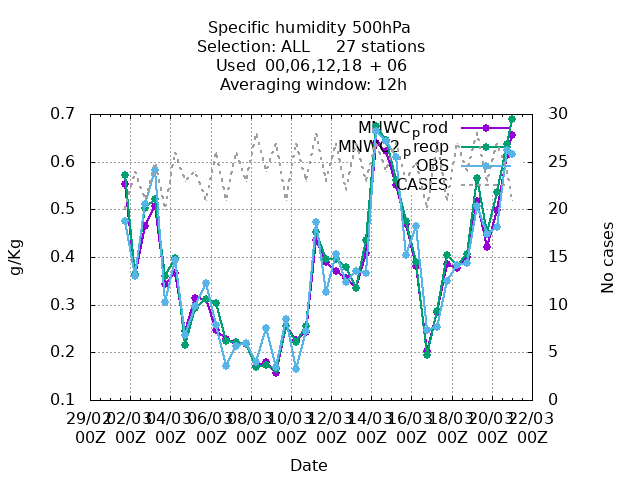 Specific humidity 500hPa
Selection: ALL 27 stations
Used 00,06,12,18 + 06
Averaging window: 12h
0.7
0.6
0.5
0.4
0.3
0.2
0.1
g/Kg
30
25
20
15
10
5
0
No cases
MNWCprod
MNWC2preop
OBS
CASES
29/02 02/03 04/03 06/03 08/03 10/03 12/03 14/03 16/03 18/03 20/03 22/03
00Z 00Z 00Z 00Z 00Z 00Z 00Z 00Z 00Z 00Z 00Z 00Z
Date